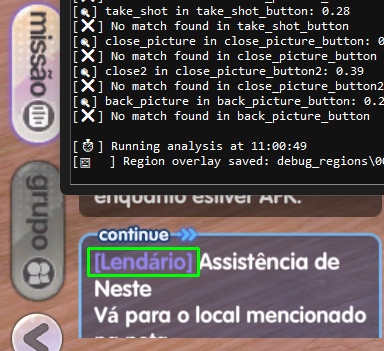 missão
grupo
take_shot in take_shot_button: 0.28
[X] No match found in take_shot_button
close_picture in close_picture_button: 0
[X] No match found in close_picture_button
close2 in close_picture_button2: 0.39
[X] No match found in close_picture_button2
back_picture in back_picture_button: 0.2
[X] No match found in back_picture_button
Running analysis at 11:00:49
Region overlay saved: debug_regions\0
enquanto estiver AFK.
continue
[Lendário] Assistência de
Neste
Vá para o local mencionado